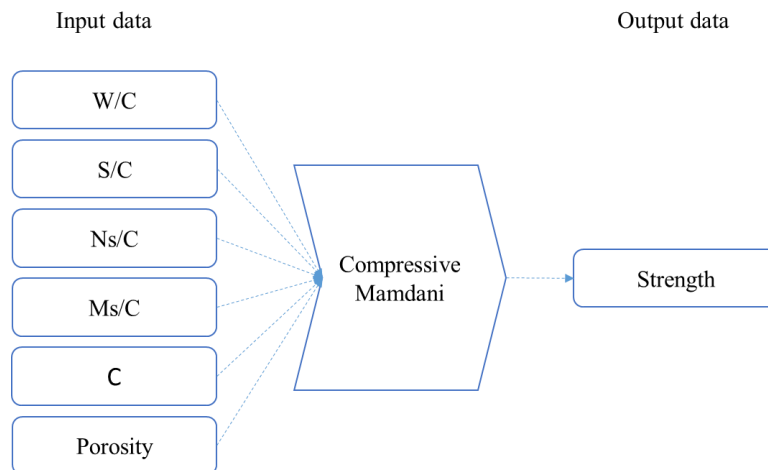 Input data
Output data
W/C
S/C
Ns/C
Ms/C
C
Porosity
Compressive
Mamdani
Strength